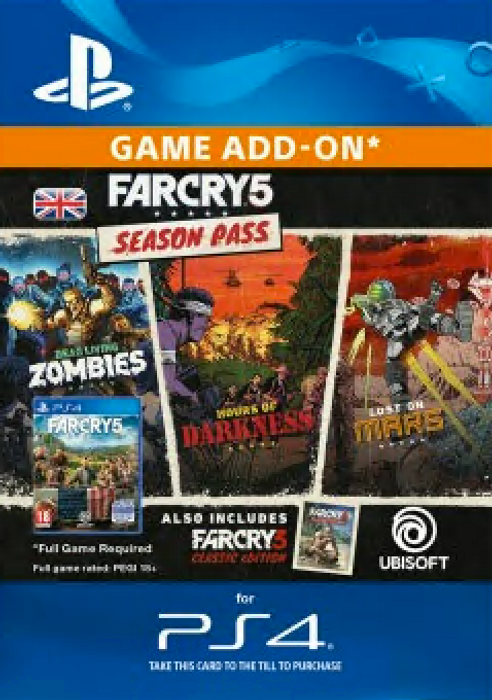 GAME ADD-ON*
FARCRY5
SEASON PASS
DEAD LIVING
ZOMBIES
HOURS OF
DARKNESS
LOST ON
MARS
PS4
FARCRY5
18
*Full Game Required
Full game rated: PEGI 18+
ALSO INCLUDES
FARCRY3
CLASSIC EDITION
FARCRY3
UBISOFT
for
PS4
TAKE THIS CARD TO THE TILL TO PURCHASE